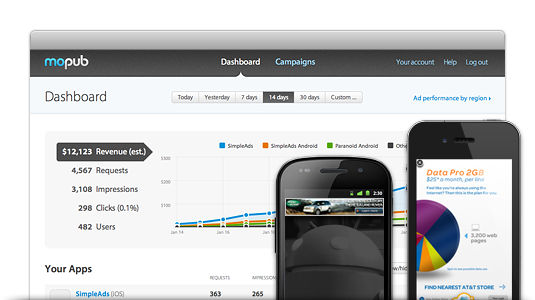 mopub
Dashboard Campaigns Your account Help Log out
Dashboard Today Yesterday 7 days 14 days 30 days Custom ... Ad performance by region
SimpleAds SimpleAds Android Paranoid Android Othe
$12,123 Revenue (est.)
4,567 Requests
3,108 Impressions
298 Clicks (0.1%)
482 Users
$300
$200
$100
Jan 14 Jan 16 Jan 18
Your Apps
REQUESTS IMPRESSION
SimpleAds (iOS) 363 265
2:30
Data Pro 2GB
$25* a month, per line
Feel like you're always using the
Internet? Then this is the plan for you.
3,200 web
pages
FIND NEAREST AT&T STORE